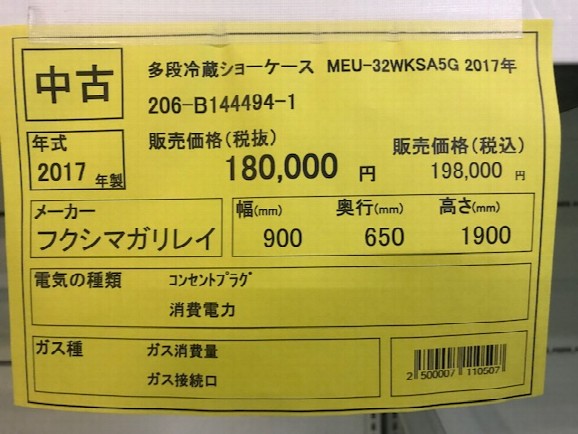 中古
多段冷蔵ショーケース MEU-32WKSA5G 2017年
206-B144494-1
年式
2017 年製
販売価格(税抜)
180,000 円
販売価格(税込)
198,000 円
メーカー
フクシマガリレイ
幅(mm) 奥行(mm) 高さ(mm)
900 650 1900
電気の種類 コンセントプラグ
消費電力
ガス種 ガス消費量
ガス接続口
2 500007 110507